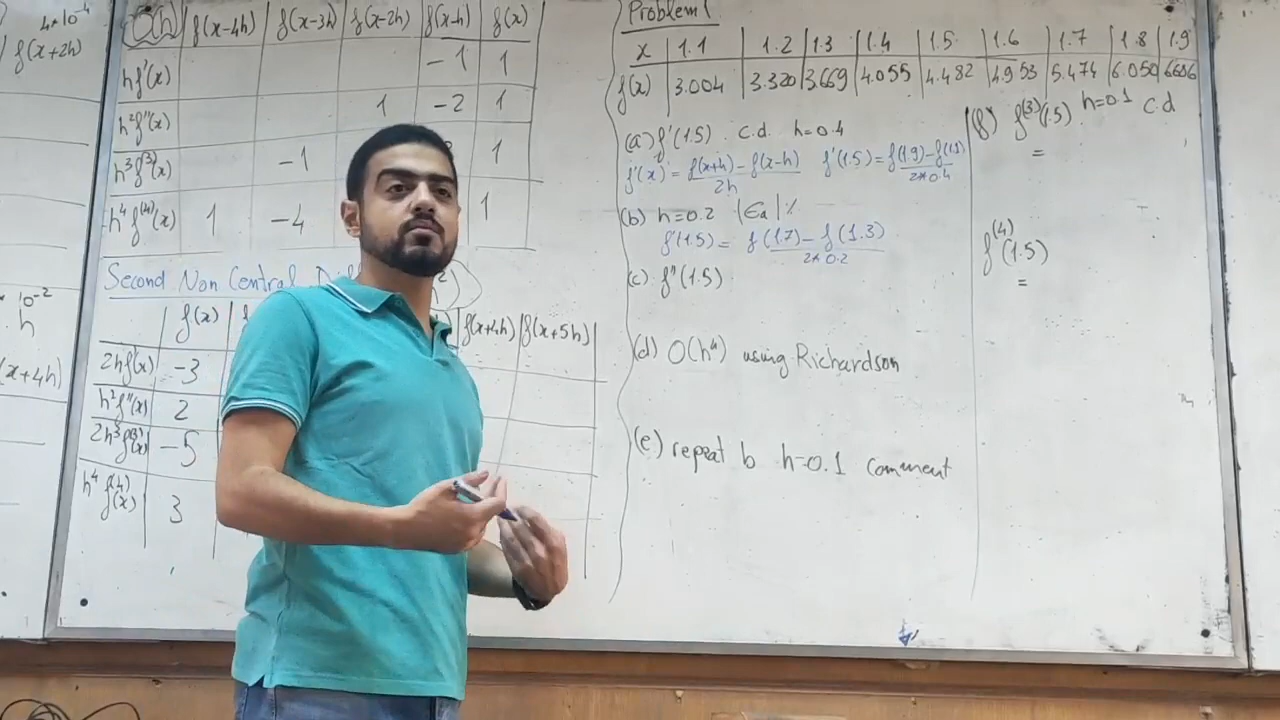 4*10⁻⁴
f(x+2h)
* 10⁻²
h
(x+4h)
O(h) f(x-4h) f(x-3h) f(x-2h) f(x-h) f(x)
hf'(x) -1 1
h²f''(x) 1 -2 1
h³f⁽³⁾(x) -1 1
h⁴f⁽⁴⁾(x) 1 -4 1
Second Non Central
f(x) f(x+4h) f(x+5h)
2hf'(x) -3
h²f''(x) 2
2h³f⁽³⁾(x) -5
h⁴f⁽⁴⁾(x) 3
Problem 1
x 1.1 1.2 1.3 1.4 1.5 1.6 1.7 1.8 1.9
f(x) 3.004 3.320 3.669 4.055 4.482 4.953 5.474 6.050 6.686
(a) f'(1.5) c.d. h=0.4
f'(x) = f(x+h)-f(x-h) / 2h f'(1.5) = f(1.9)-f(1.1) / 2*0.4
(b) h=0.2 |Ea|%
f'(1.5) = f(1.7)-f(1.3) / 2*0.2
(c) f''(1.5)
(d) O(h⁴) using Richardson
(e) repeat b h=0.1 comment
(f) f⁽³⁾(1.5) h=0.1 c.d
=
f⁽⁴⁾(1.5)
=